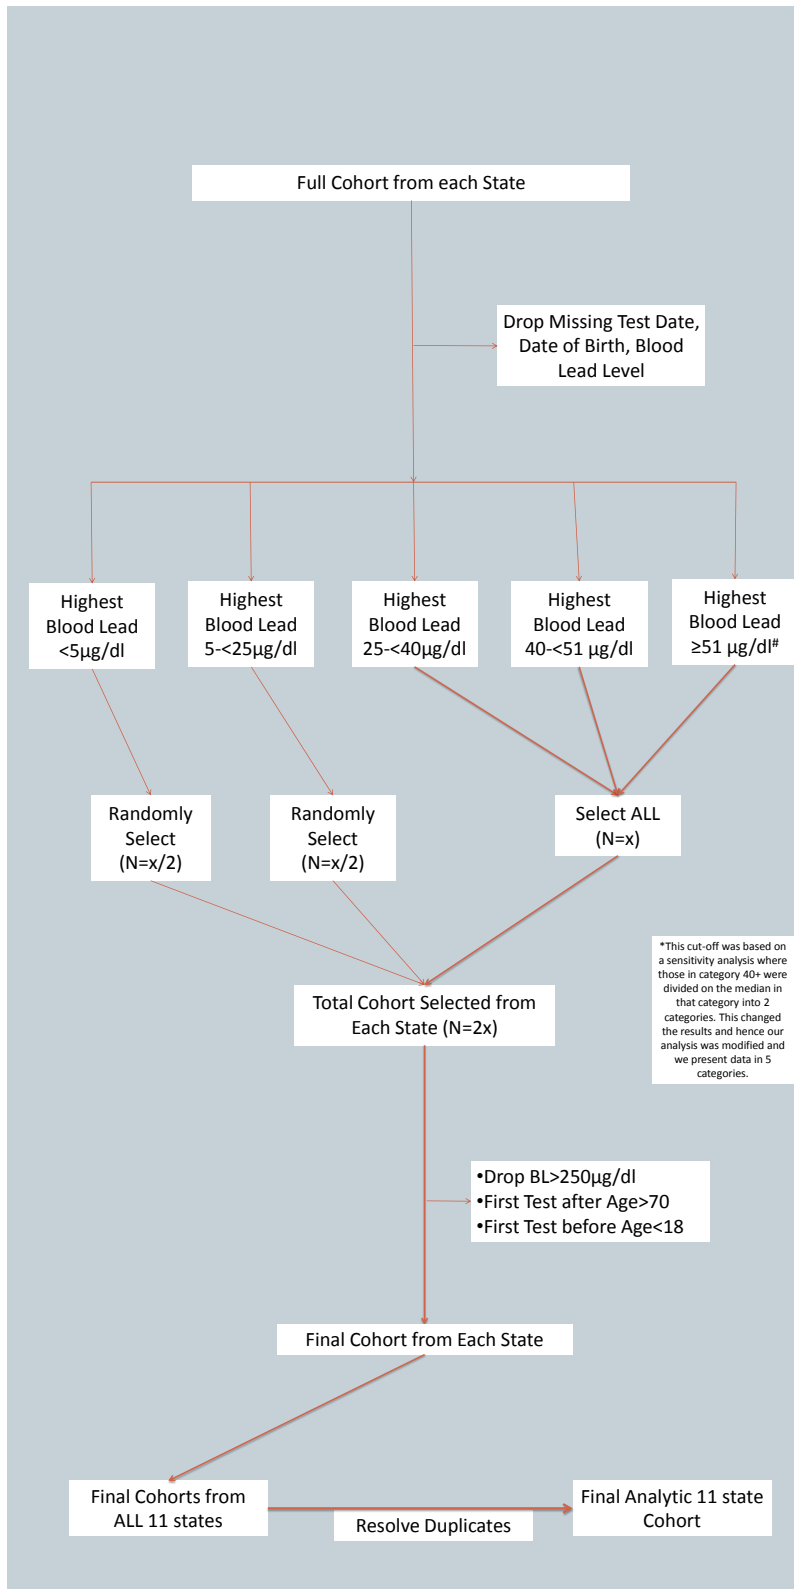 Full Cohort from each State
Drop Missing Test Date,
Date of Birth, Blood
Lead Level
Highest
Blood Lead
<5µg/dl
Highest
Blood Lead
5-<25µg/dl
Highest
Blood Lead
25-<40µg/dl
Highest
Blood Lead
40-<51 µg/dl
Highest
Blood Lead
≥51 µg/dl#
Randomly
Select
(N=x/2)
Randomly
Select
(N=x/2)
Select ALL
(N=x)
*This cut-off was based on
a sensitivity analysis where
those in category 40+ were
divided on the median in
that category into 2
categories. This changed
the results and hence our
analysis was modified and
we present data in 5
categories.
Total Cohort Selected from
Each State (N=2x)
•Drop BL>250µg/dl
•First Test after Age>70
•First Test before Age<18
Final Cohort from Each State
Final Cohorts from
ALL 11 states
Resolve Duplicates
Final Analytic 11 state
Cohort